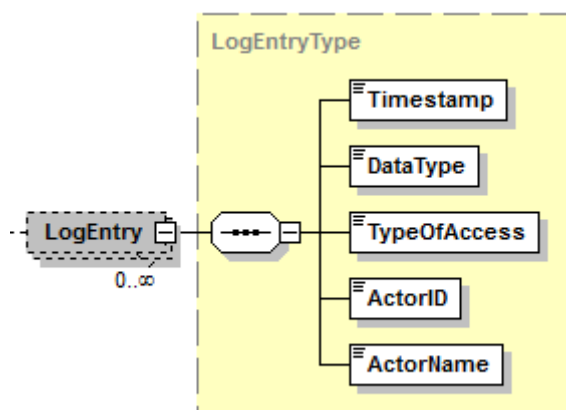 LogEntryType
Timestamp
DataType
LogEntry
TypeOfAccess
0..∞
ActorID
ActorName